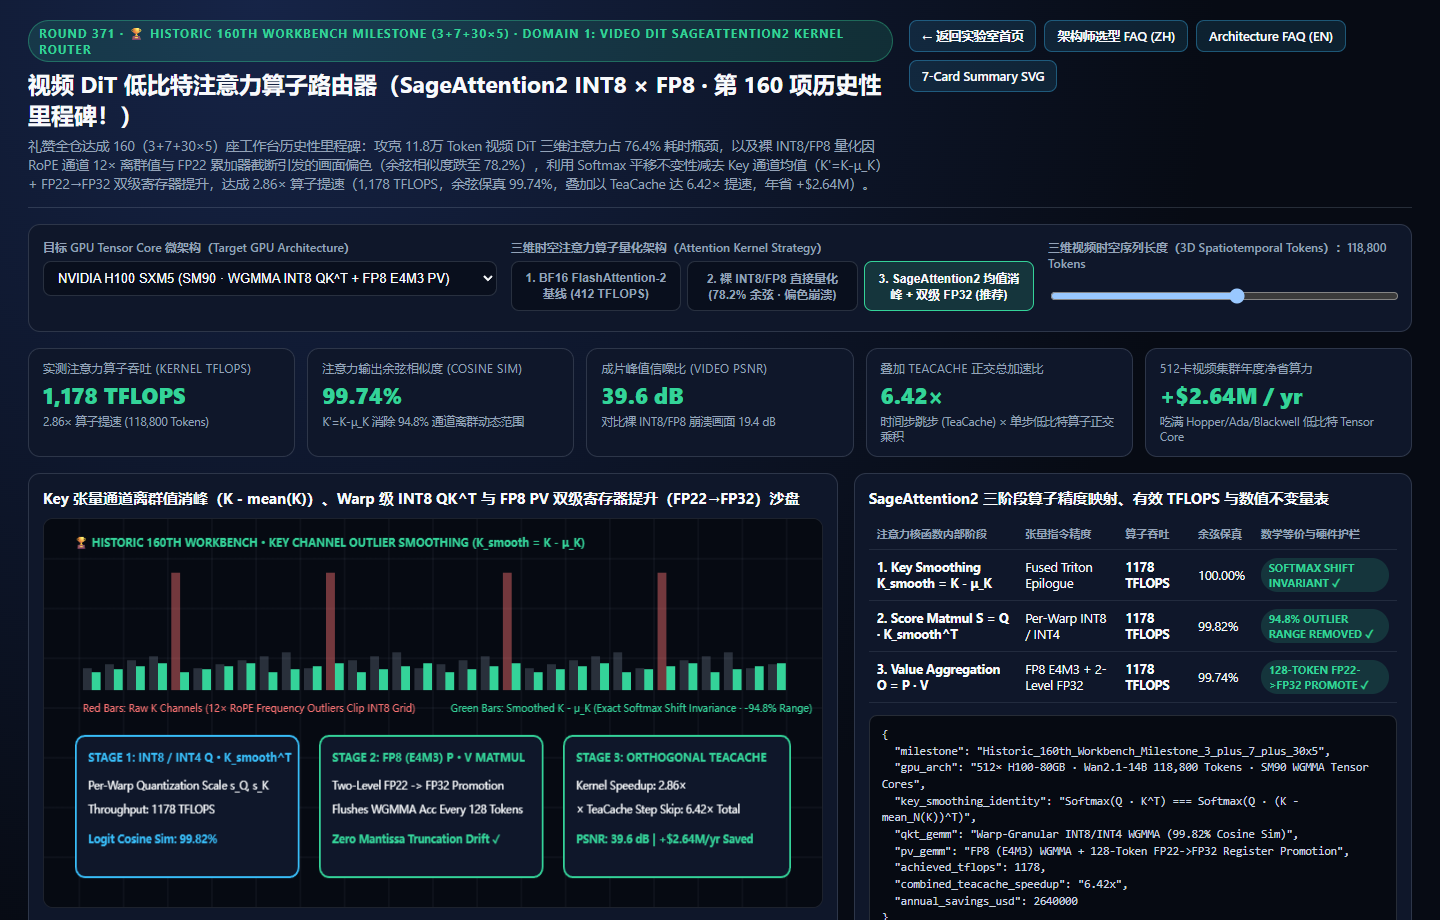 ROUND 371 · 🏆 HISTORIC 160TH WORKBENCH MILESTONE (3+7+30×5) · DOMAIN 1: VIDEO DIT SAGEATTENTION2 KERNEL
ROUTER
← 返回实验室首页
架构师选型 FAQ (ZH)
Architecture FAQ (EN)
7-Card Summary SVG
视频 DiT 低比特注意力算子路由器（SageAttention2 INT8 × FP8 · 第 160 项历史性
里程碑！）
礼赞全仓达成 160（3+7+30×5）座工作台历史性里程碑：攻克 11.8万 Token 视频 DiT 三维注意力占 76.4% 耗时瓶颈，以及裸 INT8/FP8 量化因
RoPE 通道 12× 离群值与 FP22 累加器截断引发的画面偏色（余弦相似度跌至 78.2%），利用 Softmax 平移不变性减去 Key 通道均值（K'=K-μ_K）
+ FP22→FP32 双级寄存器提升，达成 2.86× 算子提速（1,178 TFLOPS，余弦保真 99.74%，叠加以 TeaCache 达 6.42× 提速，年省 +$2.64M）。
目标 GPU Tensor Core 微架构（Target GPU Architecture）
NVIDIA H100 SXM5 (SM90 · WGMMA INT8 QK^T + FP8 E4M3 PV)
三维时空注意力算子量化架构（Attention Kernel Strategy）
1. BF16 FlashAttention-2
基线 (412 TFLOPS)
2. 裸 INT8/FP8 直接量化
(78.2% 余弦 · 偏色崩溃)
3. SageAttention2 均值消
峰 + 双级 FP32 (推荐)
三维视频时空序列长度（3D Spatiotemporal Tokens）：118,800
Tokens
实测注意力算子吞吐 (KERNEL TFLOPS)
1,178 TFLOPS
2.86× 算子提速 (118,800 Tokens)
注意力输出余弦相似度 (COSINE SIM)
99.74%
K'=K-μ_K 消除 94.8% 通道离群动态范围
成片峰值信噪比 (VIDEO PSNR)
39.6 dB
对比裸 INT8/FP8 崩溃画面 19.4 dB
叠加 TEACACHE 正交总加速比
6.42×
时间步跳步 (TeaCache) × 单步低比特算子正交
乘积
512卡视频集群年度净省算力
+$2.64M / yr
吃满 Hopper/Ada/Blackwell 低比特 Tensor
Core
Key 张量通道离群值消峰（K - mean(K)）、Warp 级 INT8 QK^T 与 FP8 PV 双级寄存器提升（FP22→FP32）沙盘
🏆 HISTORIC 160TH WORKBENCH • KEY CHANNEL OUTLIER SMOOTHING (K_smooth = K - μ_K)
Red Bars: Raw K Channels (12× RoPE Frequency Outliers Clip INT8 Grid)
Green Bars: Smoothed K - μ_K (Exact Softmax Shift Invariance · -94.8% Range)
STAGE 1: INT8 / INT4 Q • K_smooth^T
Per-Warp Quantization Scale s_Q, s_K
Throughput: 1178 TFLOPS
Logit Cosine Sim: 99.82%
STAGE 2: FP8 (E4M3) P • V MATMUL
Two-Level FP22 -> FP32 Promotion
Flushes WGMMA Acc Every 128 Tokens
Zero Mantissa Truncation Drift ✓
STAGE 3: ORTHOGONAL TEACACHE
Kernel Speedup: 2.86×
× TeaCache Step Skip: 6.42× Total
PSNR: 39.6 dB | +$2.64M/yr Saved
SageAttention2 三阶段算子精度映射、有效 TFLOPS 与数值不变量表
注意力核函数内部阶段
张量指令精度
算子吞吐
余弦保真
数学等价与硬件护栏
1. Key Smoothing
K_smooth = K - μ_K
Fused Triton
Epilogue
1178
TFLOPS
100.00%
SOFTMAX SHIFT
INVARIANT ✓
2. Score Matmul S = Q
· K_smooth^T
Per-Warp INT8
/ INT4
1178
TFLOPS
99.82%
94.8% OUTLIER
RANGE REMOVED ✓
3. Value Aggregation
O = P · V
FP8 E4M3 + 2-
Level FP32
1178
TFLOPS
99.74%
128-TOKEN FP22-
>FP32 PROMOTE ✓
{
"milestone": "Historic_160th_Workbench_Milestone_3_plus_7_plus_30x5",
"gpu_arch": "512× H100-80GB · Wan2.1-14B 118,800 Tokens · SM90 WGMMA Tensor
Cores",
"key_smoothing_identity": "Softmax(Q · K^T) === Softmax(Q · (K -
mean_N(K))^T)",
"qkt_gemm": "Warp-Granular INT8/INT4 WGMMA (99.82% Cosine Sim)",
"pv_gemm": "FP8 (E4M3) WGMMA + 128-Token FP22->FP32 Register Promotion",
"achieved_tflops": 1178,
"combined_teacache_speedup": "6.42x",
"annual_savings_usd": 2640000
}